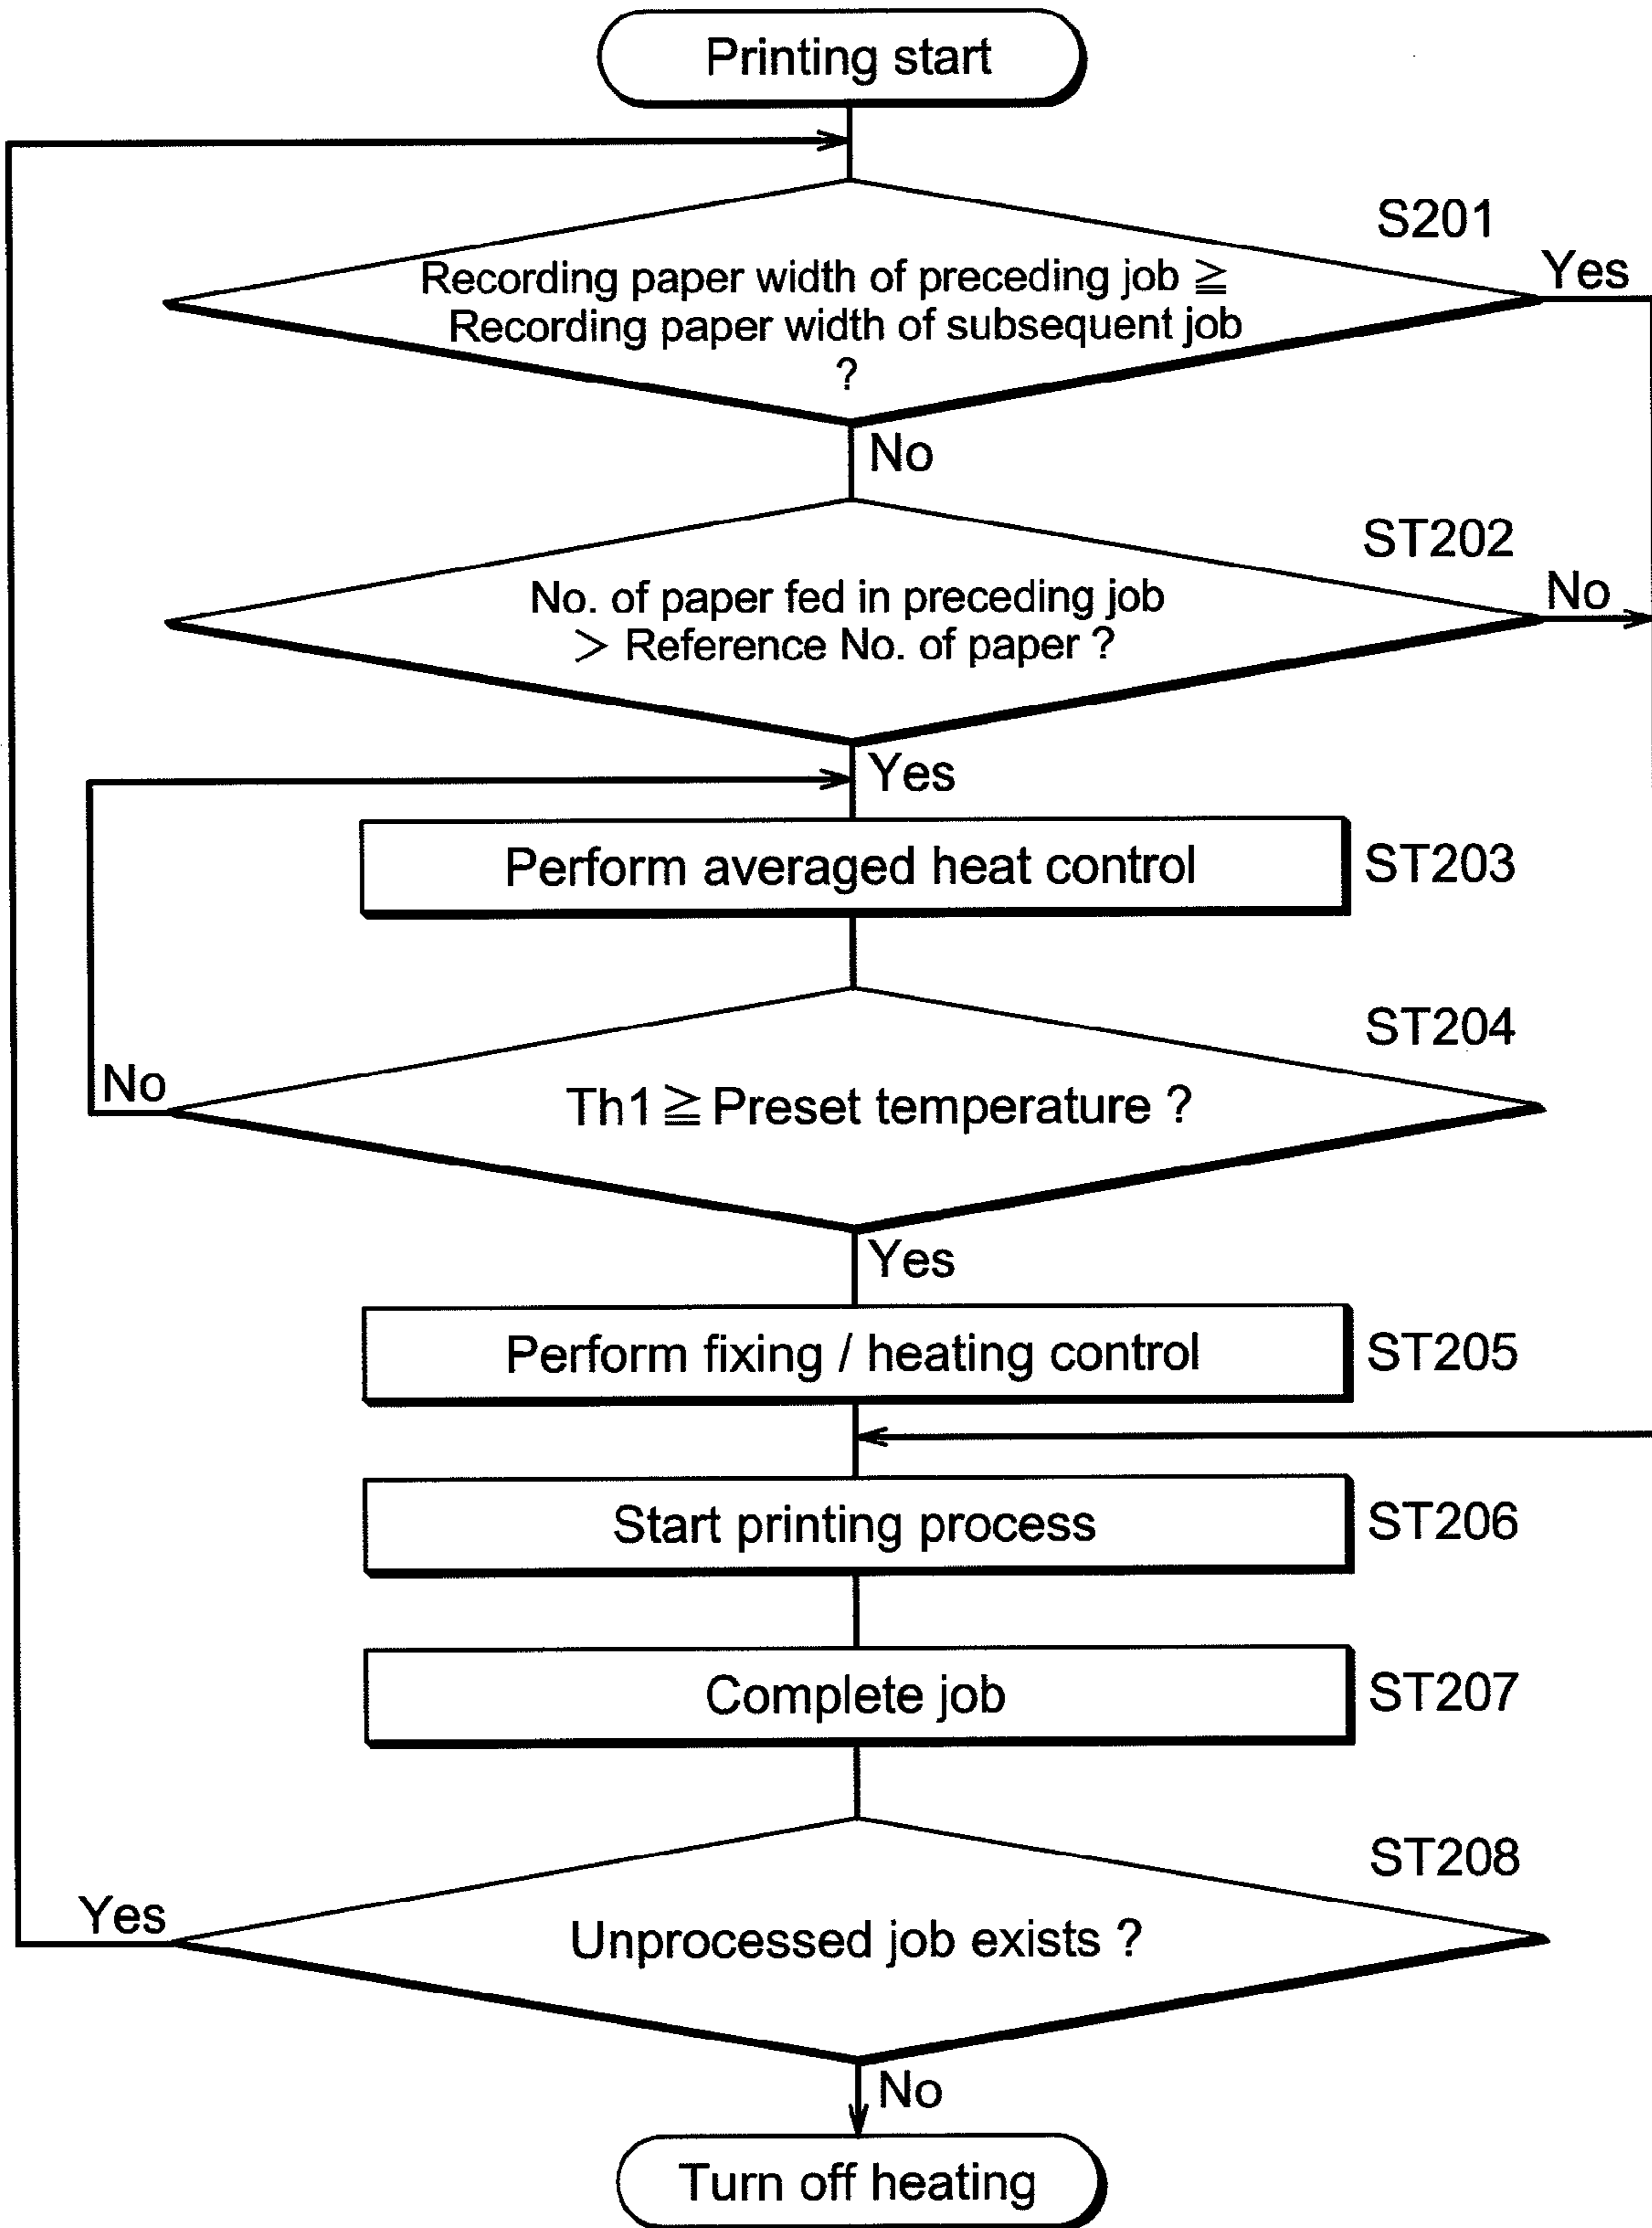 Printing start
S201
Recording paper width of preceding job ≧
Yes
Recording paper width of subsequent job
?
No
ST202
No. of paper fed in preceding job
No
> Reference No. of paper ?
Yes
Perform averaged heat control
ST203
ST204
No
Th1 ≧ Preset temperature ?
Yes
Perform fixing / heating control
ST205
Start printing process
ST206
Complete job
ST207
ST208
Yes
Unprocessed job exists ?
No
Turn off heating